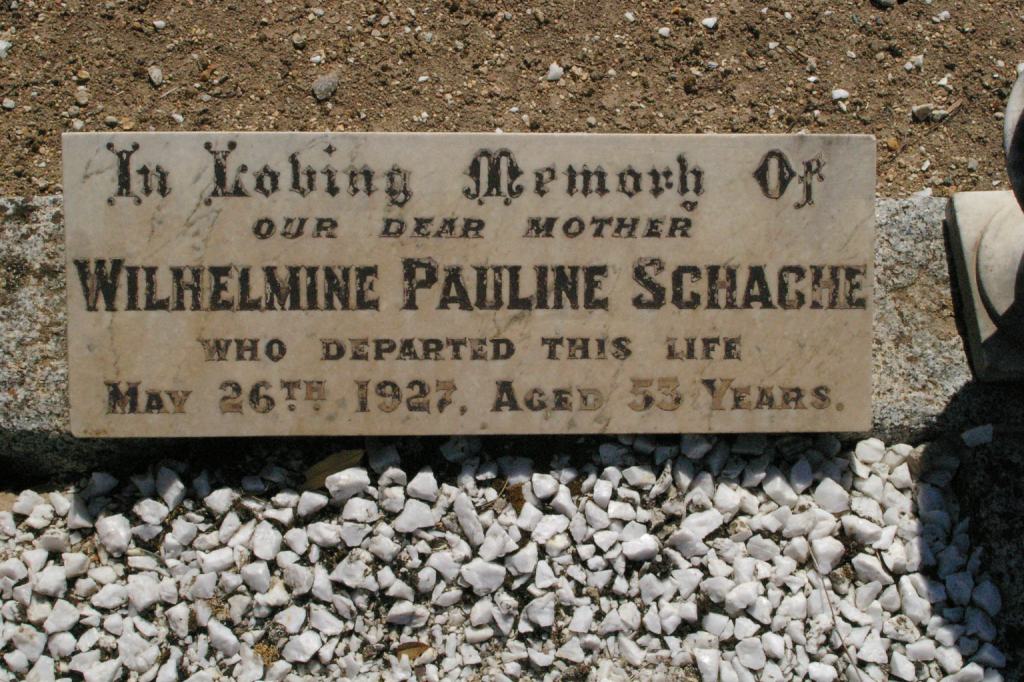 In Loving Memory Of
OUR DEAR MOTHER
WILHELMINE PAULINE SCHACHE
WHO DEPARTED THIS LIFE
MAY 26TH 1927, AGED 53 YEARS.